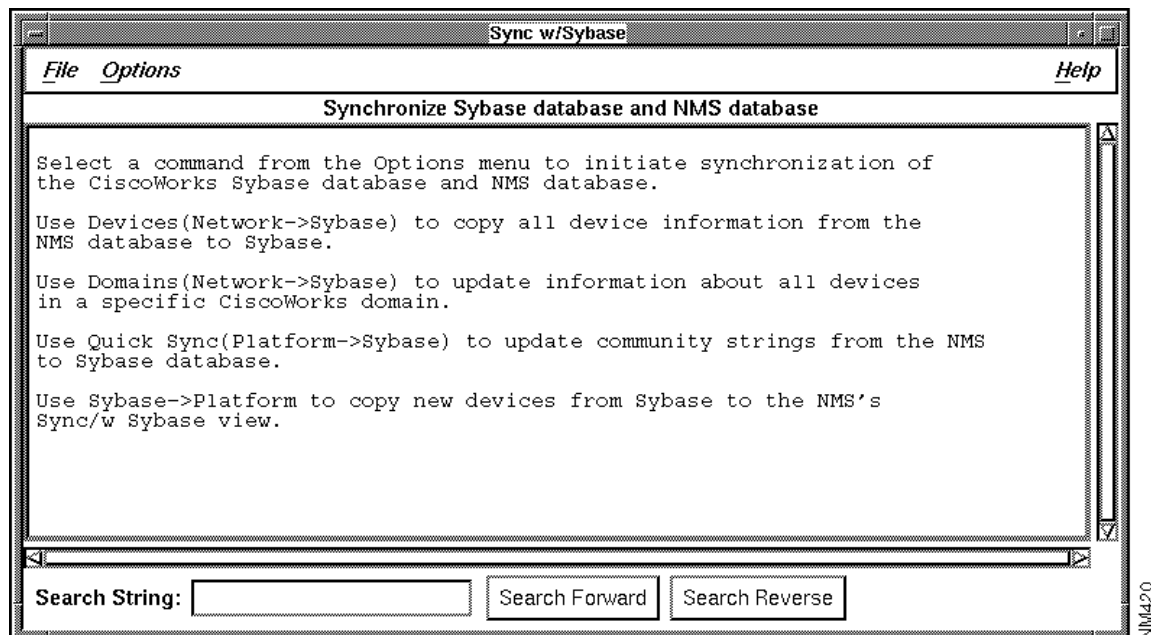 Sync w/Sybase
File Options Help
Synchronize Sybase database and NMS database
Select a command from the Options menu to initiate synchronization of
the CiscoWorks Sybase database and NMS database.
Use Devices(Network->Sybase) to copy all device information from the
NMS database to Sybase.
Use Domains(Network->Sybase) to update information about all devices
in a specific CiscoWorks domain.
Use Quick Sync(Platform->Sybase) to update community strings from the NMS
to Sybase database.
Use Sybase->Platform to copy new devices from Sybase to the NMS's
Sync/w Sybase view.
Search String: Search Forward Search Reverse
NM420